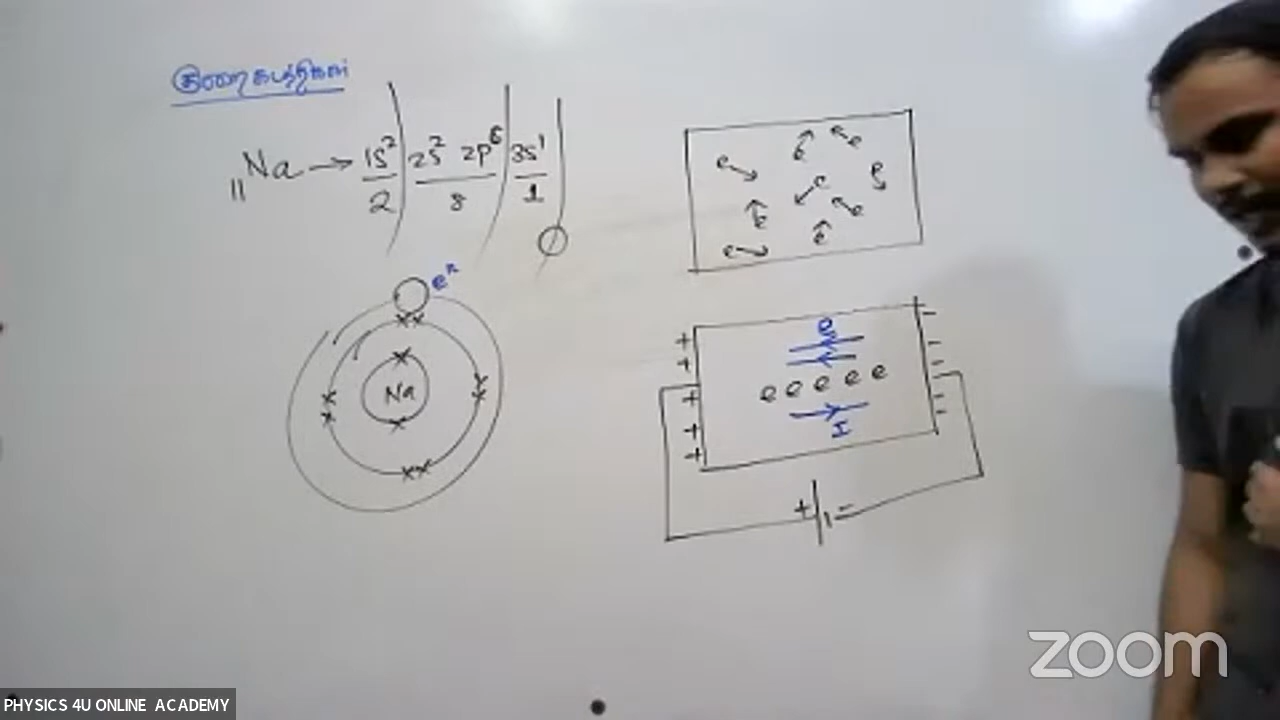 குறைகடத்திகள்
₁₁Na → 1s² 2s² 2p⁶ 3s¹
2 8 1
e e e
e e e
e e
e e
e
Na
+ -
+ e -
+ e e e e e -
+ I -
+ -
+ -
zoom
PHYSICS 4U ONLINE ACADEMY